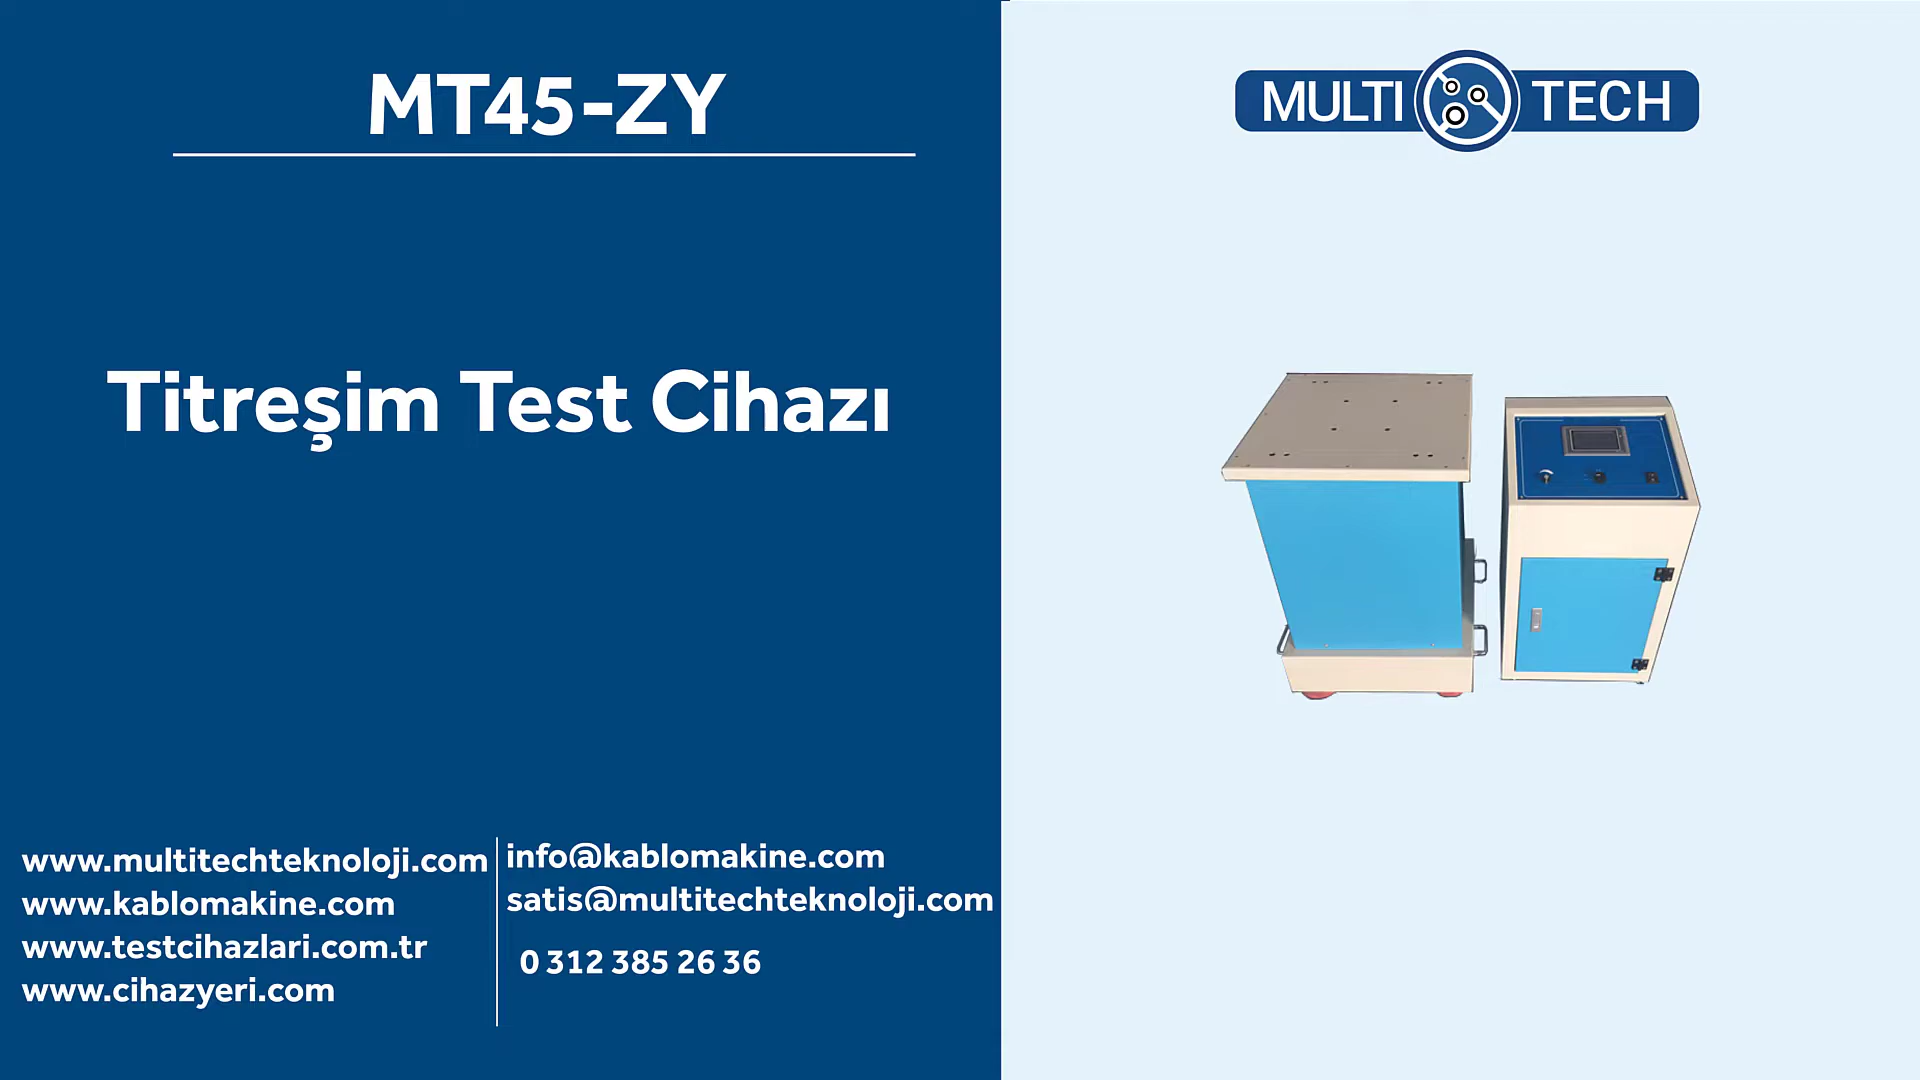 MT45-ZY
MULTI TECH
Titreşim Test Cihazı
www.multitechteknoloji.com
www.kablomakine.com
www.testcihazlari.com.tr
www.cihazyeri.com
info@kablomakine.com
satis@multitechteknoloji.com
0 312 385 26 36